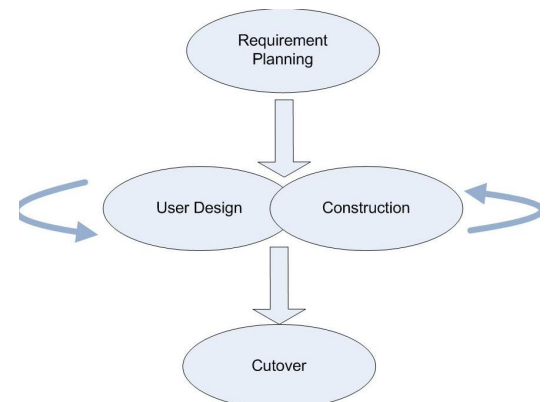 Requirement
Planning
User Design
Construction
Cutover